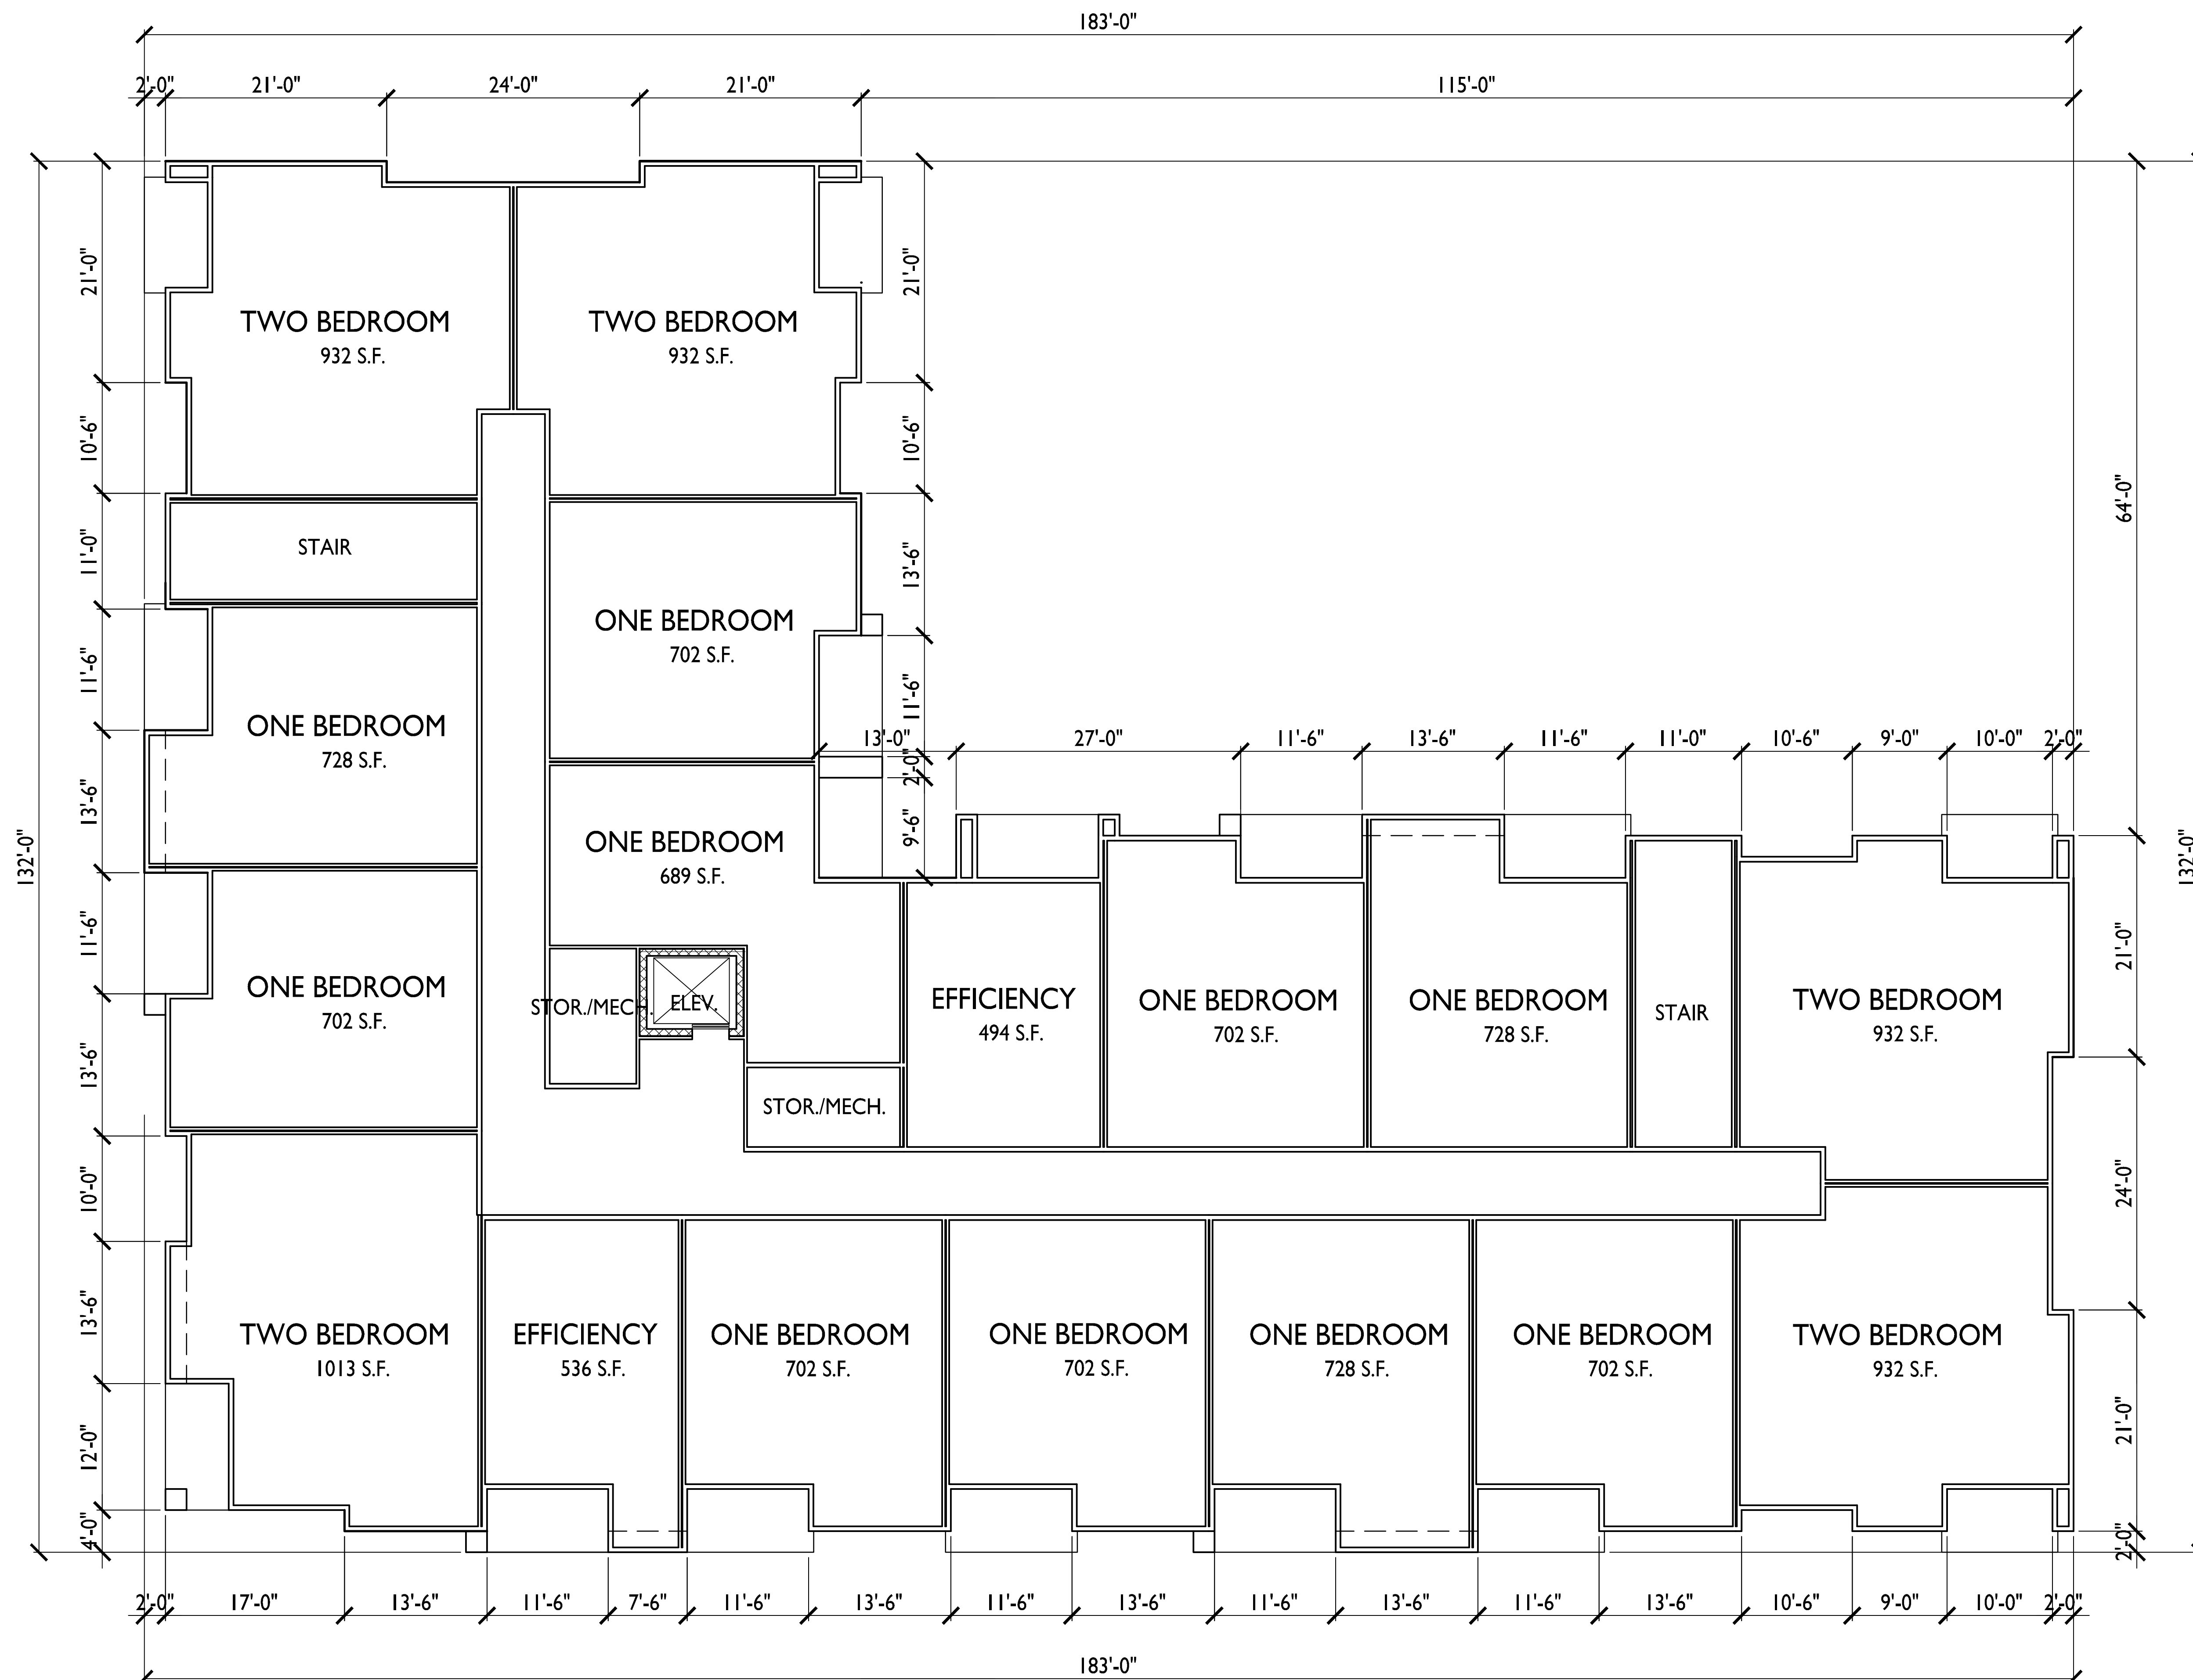 183'-0"
2'-0" 21'-0" 24'-0" 21'-0" 115'-0"
21'-0"
21'-0"
TWO BEDROOM
932 S.F.
TWO BEDROOM
932 S.F.
10'-6"
10'-6"
64'-0"
11'-0"
STAIR
13'-6"
ONE BEDROOM
702 S.F.
11'-6"
11'-6"
ONE BEDROOM
728 S.F.
13'-0" 27'-0" 11'-6" 13'-6" 11'-6" 11'-0" 10'-6" 9'-0" 10'-0" 2'-0"
2'-0"
13'-6"
9'-6"
132'-0"
132'-0"
ONE BEDROOM
689 S.F.
11'-6"
21'-0"
ONE BEDROOM
702 S.F.
STOR./MECH.
ELEV.
EFFICIENCY
494 S.F.
ONE BEDROOM
702 S.F.
ONE BEDROOM
728 S.F.
STAIR
TWO BEDROOM
932 S.F.
13'-6"
STOR./MECH.
10'-0"
24'-0"
13'-6"
TWO BEDROOM
1013 S.F.
EFFICIENCY
536 S.F.
ONE BEDROOM
702 S.F.
ONE BEDROOM
702 S.F.
ONE BEDROOM
728 S.F.
ONE BEDROOM
702 S.F.
TWO BEDROOM
932 S.F.
12'-0"
21'-0"
4'-0"
2'-0"
2'-0" 17'-0" 13'-6" 11'-6" 7'-6" 11'-6" 13'-6" 11'-6" 13'-6" 11'-6" 13'-6" 11'-6" 13'-6" 10'-6" 9'-0" 10'-0" 2'-0"
183'-0"